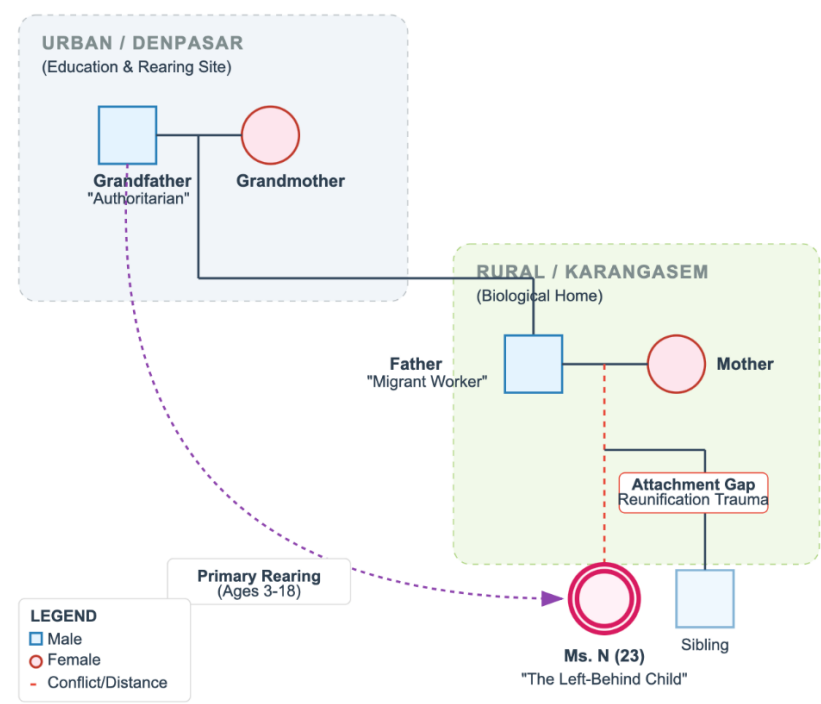 URBAN / DENPASAR
(Education & Rearing Site)
Grandfather
"Authoritarian"
Grandmother
RURAL / KARANGASEM
(Biological Home)
Father
"Migrant Worker"
Mother
Attachment Gap
Reunification Trauma
Primary Rearing
(Ages 3-18)
LEGEND
Male
Female
Conflict/Distance
Ms. N (23)
"The Left-Behind Child"
Sibling